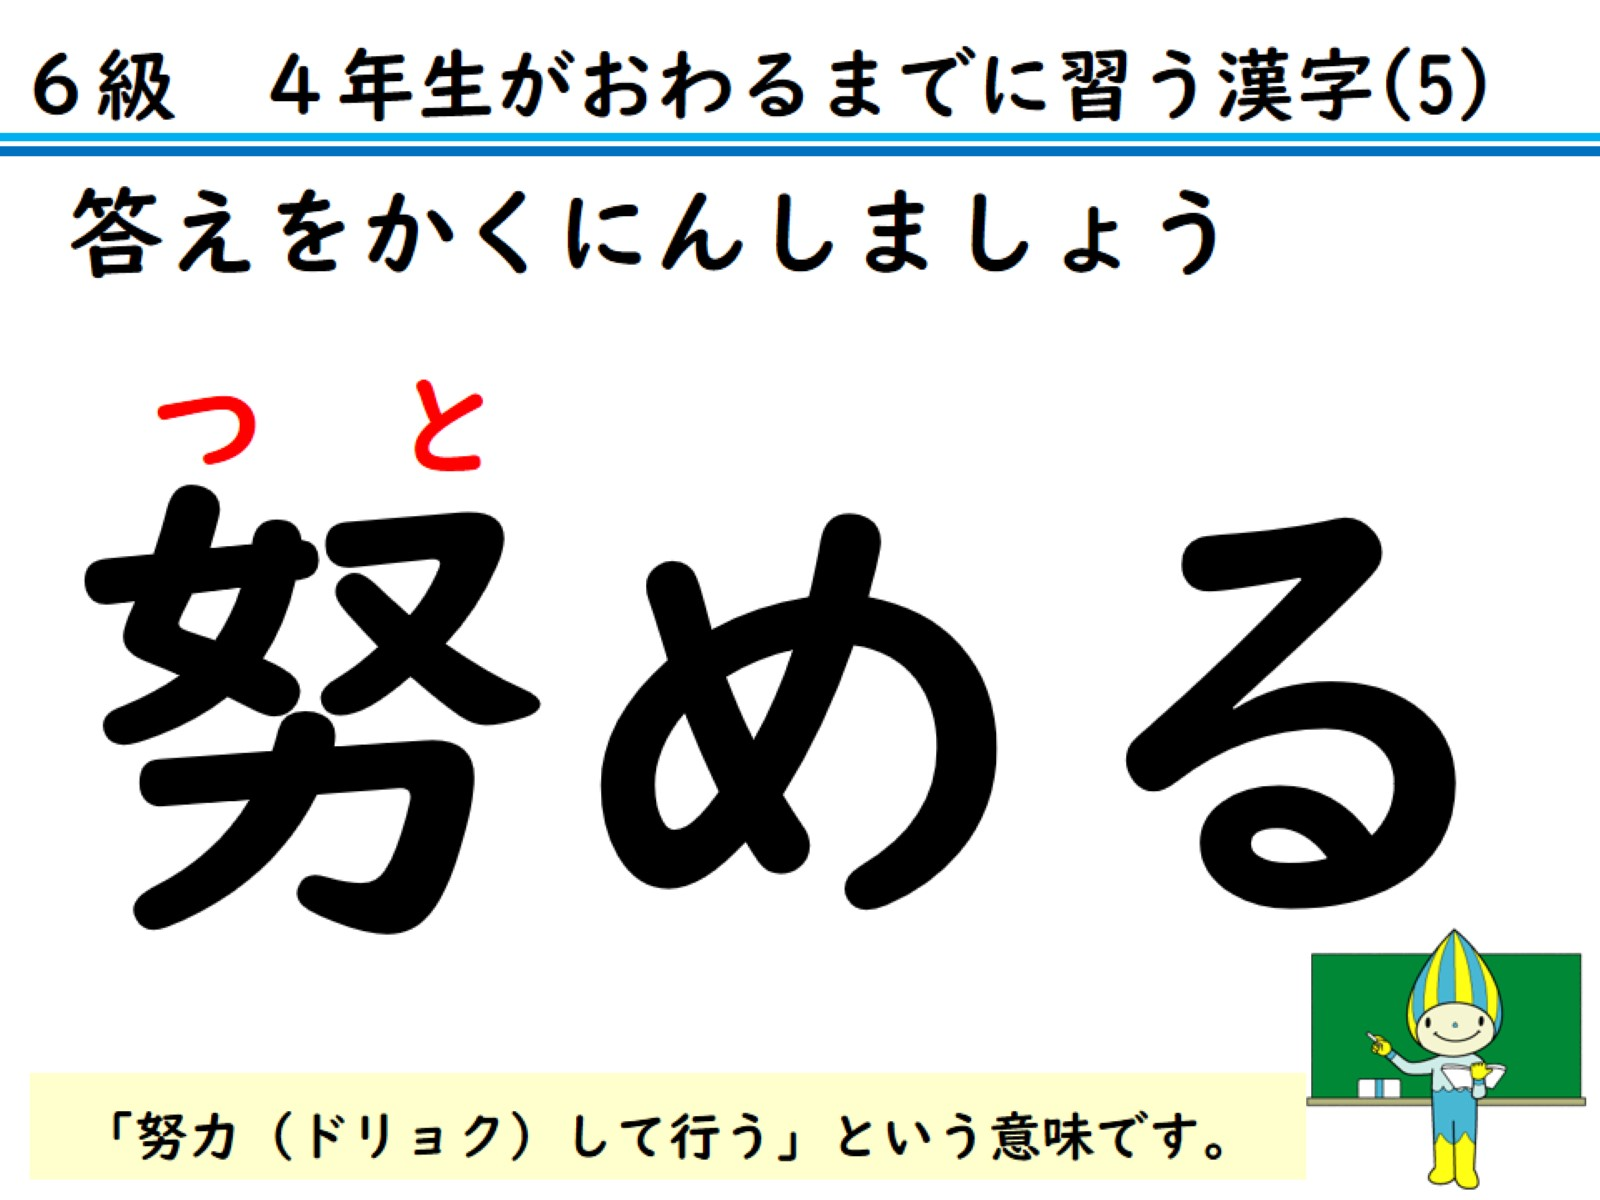 ６級　４年生がおわるまでに習う漢字(5)
答えをかくにんしましょう
つ　と
努める
「努力（ドリョク）して行う」という意味です。